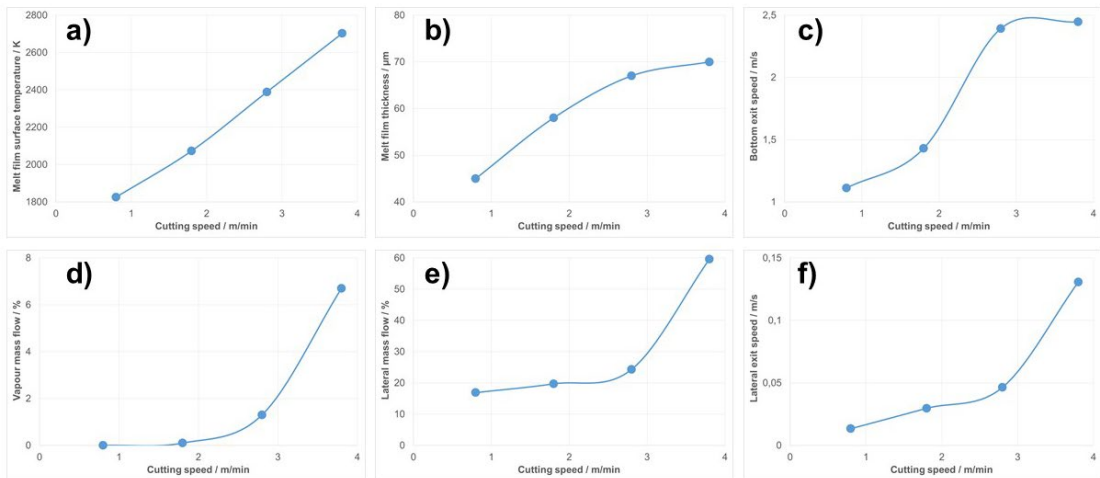 a)
Melt film surface temperature / K
2800
2600
2400
2200
2000
1800
0 1 2 3 4
Cutting speed / m/min
b)
Melt film thickness / µm
80
70
60
50
40
0 1 2 3 4
Cutting speed / m/min
c)
Bottom exit speed / m/s
2,5
2
1,5
1
0 1 2 3 4
Cutting speed / m/min
d)
Vapour mass flow / %
8
6
4
2
0
0 1 2 3 4
Cutting speed / m/min
e)
Lateral mass flow / %
60
50
40
30
20
10
0
0 1 2 3 4
Cutting speed / m/min
f)
Lateral exit speed / m/s
0,15
0,1
0,05
0
0 1 2 3 4
Cutting speed / m/min